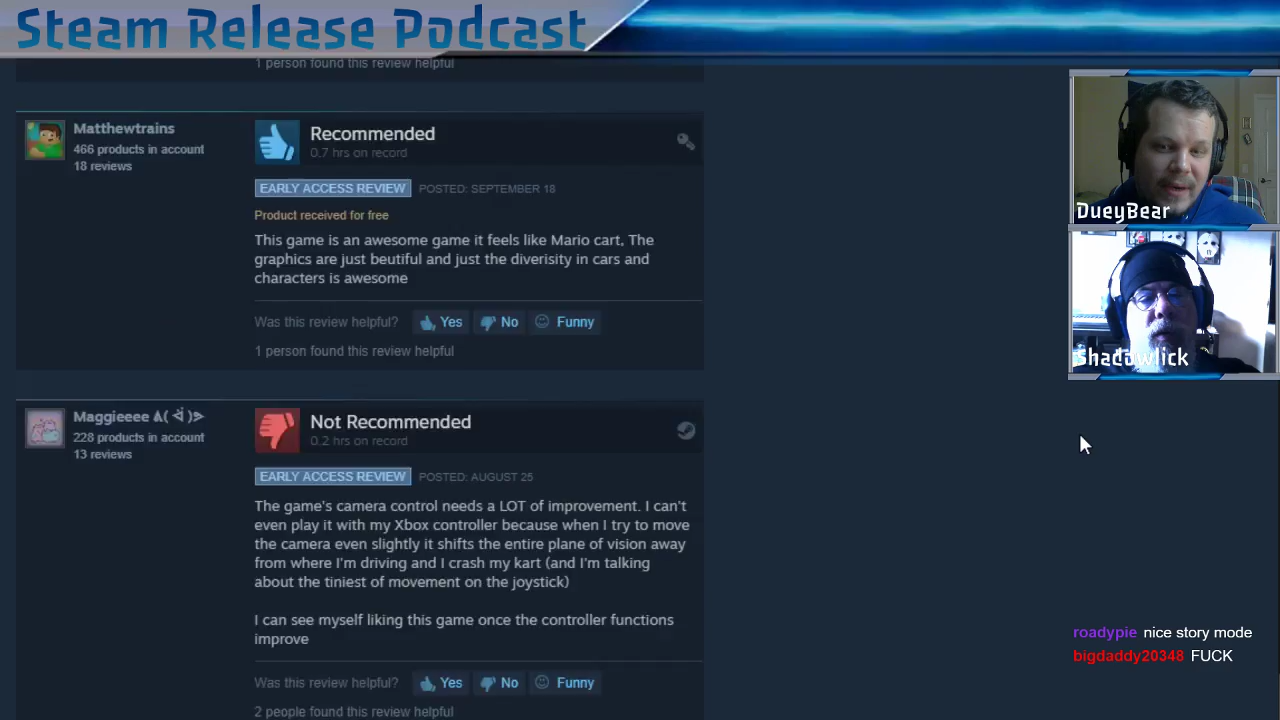 Steam Release Podcast
1 person found this review helpful
Matthewtrains
466 products in account
18 reviews
Recommended
0.7 hrs on record
EARLY ACCESS REVIEW POSTED: SEPTEMBER 18
Product received for free
This game is an awesome game it feels like Mario cart, The
graphics are just beutiful and just the diverisity in cars and
characters is awesome
Was this review helpful? Yes No Funny
1 person found this review helpful
Maggieeee
228 products in account
13 reviews
Not Recommended
0.2 hrs on record
EARLY ACCESS REVIEW POSTED: AUGUST 25
The game's camera control needs a LOT of improvement. I can't
even play it with my Xbox controller because when I try to move
the camera even slightly it shifts the entire plane of vision away
from where I'm driving and I crash my kart (and I'm talking
about the tiniest of movement on the joystick)
I can see myself liking this game once the controller functions
improve
Was this review helpful? Yes No Funny
2 people found this review helpful
DueyBear
Shadowlick
roadypie nice story mode
bigdaddy20348 FUCK